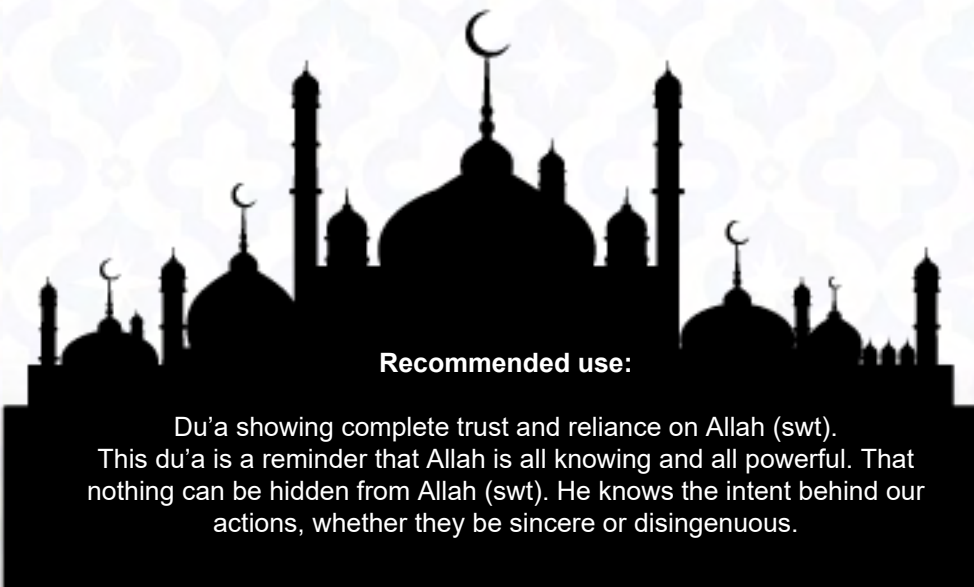 Recommended use:
Du’a showing complete trust and reliance on Allah (swt).
This du’a is a reminder that Allah is all knowing and all powerful. That
nothing can be hidden from Allah (swt). He knows the intent behind our
actions, whether they be sincere or disingenuous.